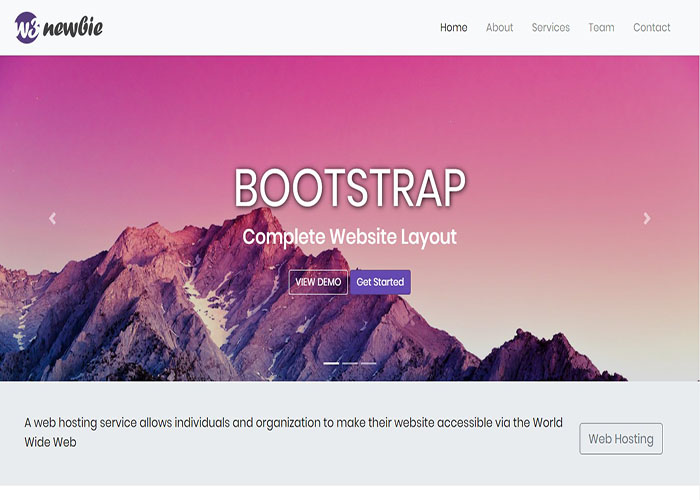 W3 newbie
Home About Services Team Contact
BOOTSTRAP
Complete Website Layout
VIEW DEMO Get Started
A web hosting service allows individuals and organization to make their website accessible via the World
Wide Web
Web Hosting